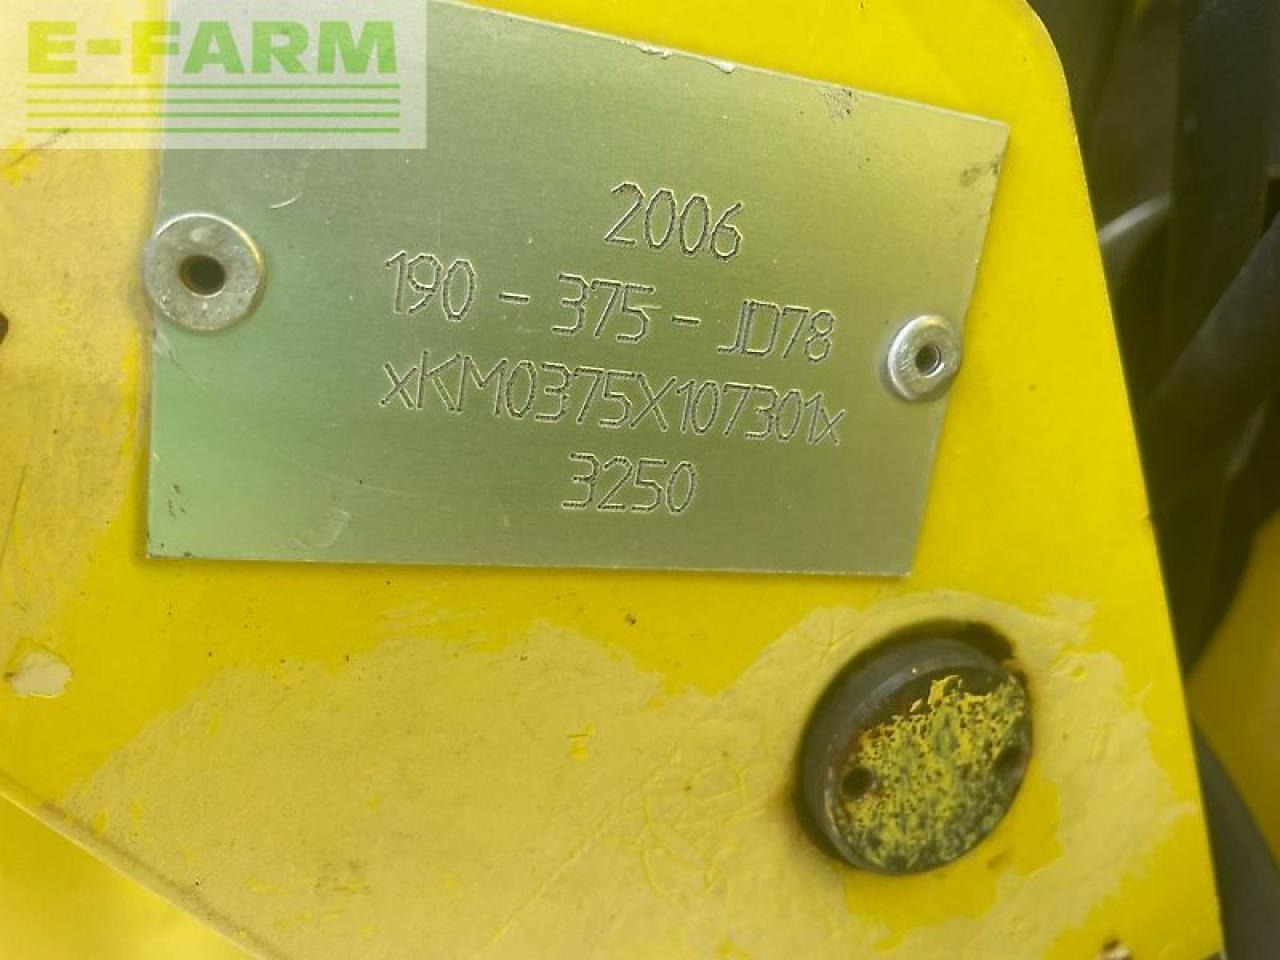 E-FARM
2006
190 - 375 - JD78
xKM0375X107301x
3250